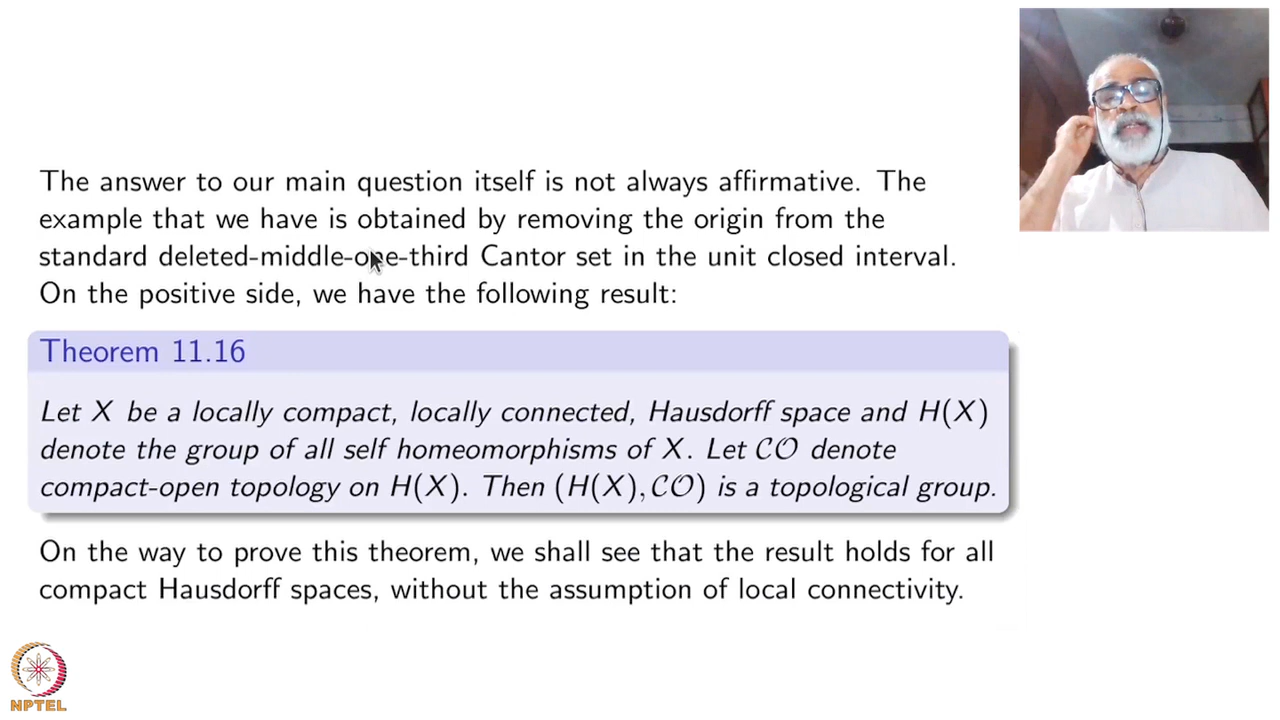 The answer to our main question itself is not always affirmative. The
example that we have is obtained by removing the origin from the
standard deleted-middle-one-third Cantor set in the unit closed interval.
On the positive side, we have the following result:
Theorem 11.16
Let X be a locally compact, locally connected, Hausdorff space and H(X)
denote the group of all self homeomorphisms of X. Let 𝒞𝒪 denote
compact-open topology on H(X). Then (H(X), 𝒞𝒪) is a topological group.
On the way to prove this theorem, we shall see that the result holds for all
compact Hausdorff spaces, without the assumption of local connectivity.
NPTEL